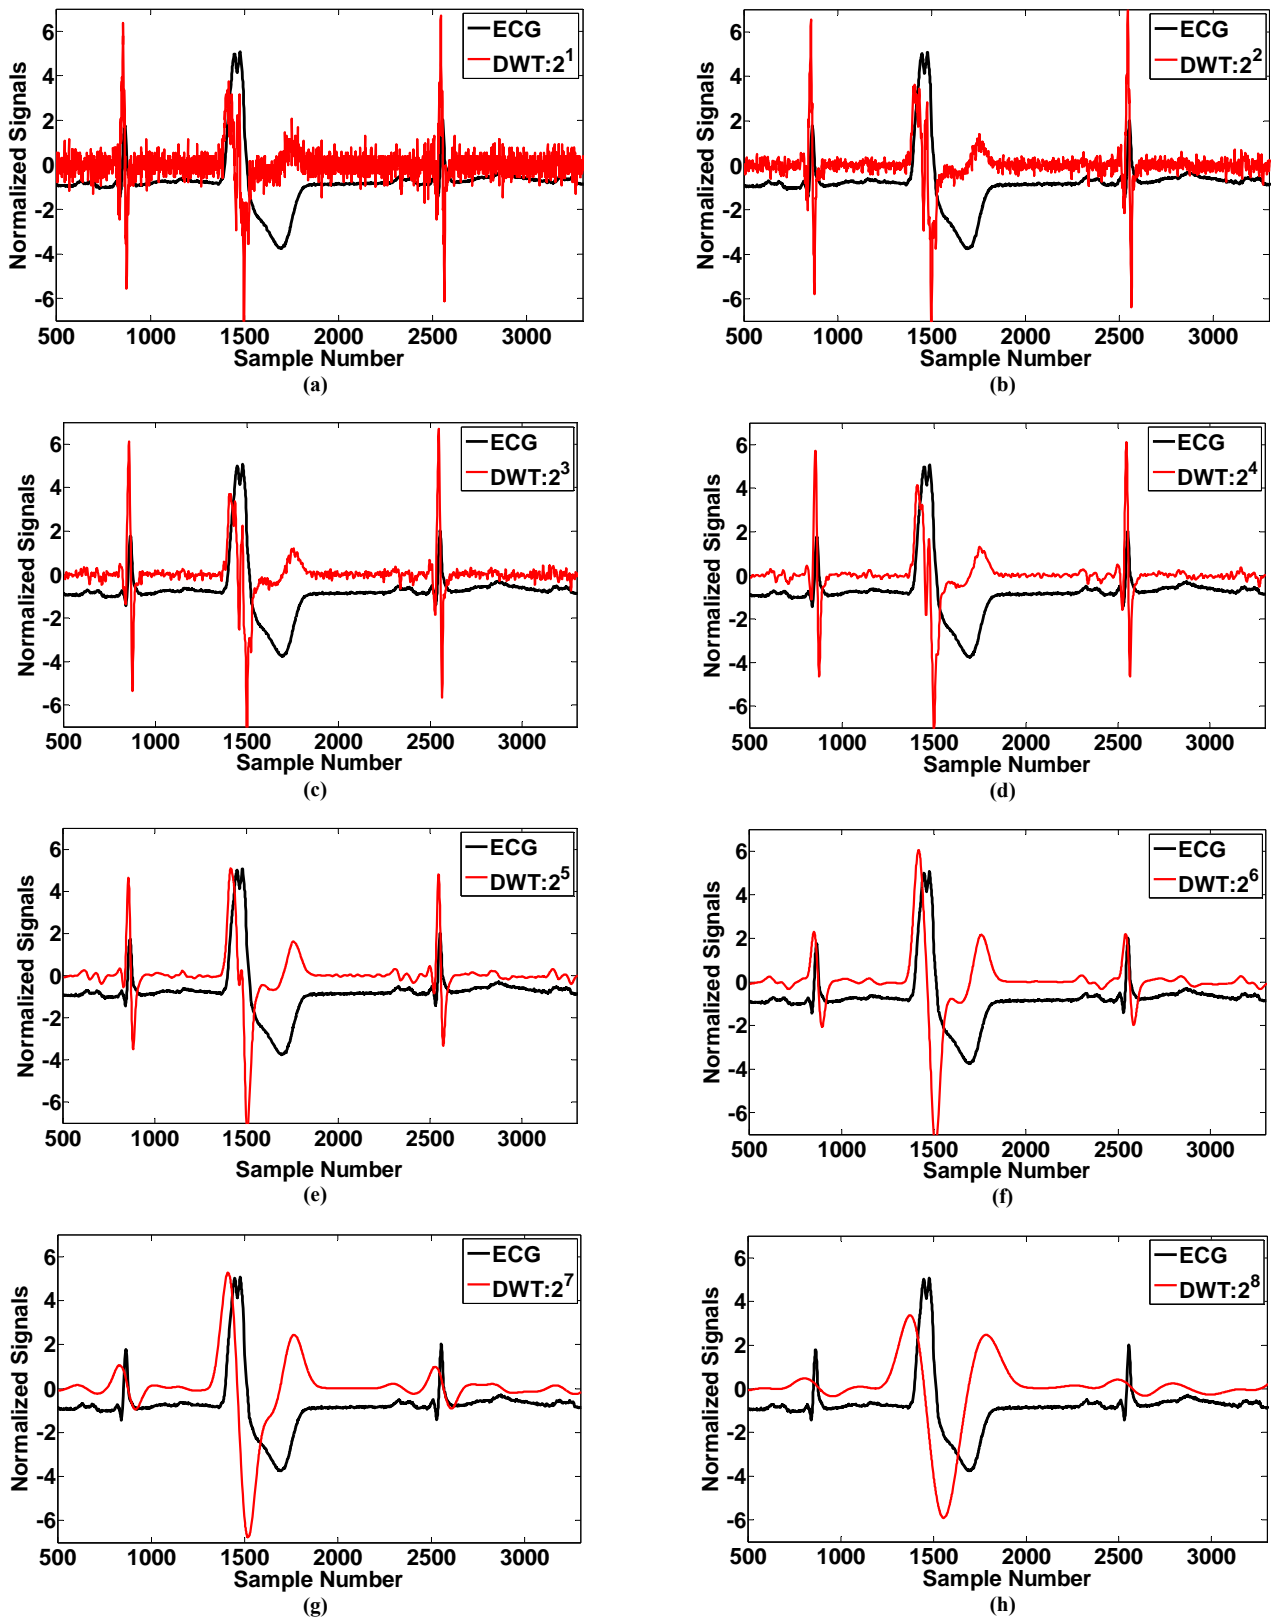 6
4
2
0
-2
-4
-6
Normalized Signals
ECG
DWT:2^1
500 1000 1500 2000 2500 3000
Sample Number
(a)
6
4
2
0
-2
-4
-6
Normalized Signals
ECG
DWT:2^2
500 1000 1500 2000 2500 3000
Sample Number
(b)
6
4
2
0
-2
-4
-6
Normalized Signals
ECG
DWT:2^3
500 1000 1500 2000 2500 3000
Sample Number
(c)
6
4
2
0
-2
-4
-6
Normalized Signals
ECG
DWT:2^4
500 1000 1500 2000 2500 3000
Sample Number
(d)
6
4
2
0
-2
-4
-6
Normalized Signals
ECG
DWT:2^5
500 1000 1500 2000 2500 3000
Sample Number
(e)
6
4
2
0
-2
-4
-6
Normalized Signals
ECG
DWT:2^6
500 1000 1500 2000 2500 3000
Sample Number
(f)
6
4
2
0
-2
-4
-6
Normalized Signals
ECG
DWT:2^7
500 1000 1500 2000 2500 3000
Sample Number
(g)
6
4
2
0
-2
-4
-6
Normalized Signals
ECG
DWT:2^8
500 1000 1500 2000 2500 3000
Sample Number
(h)